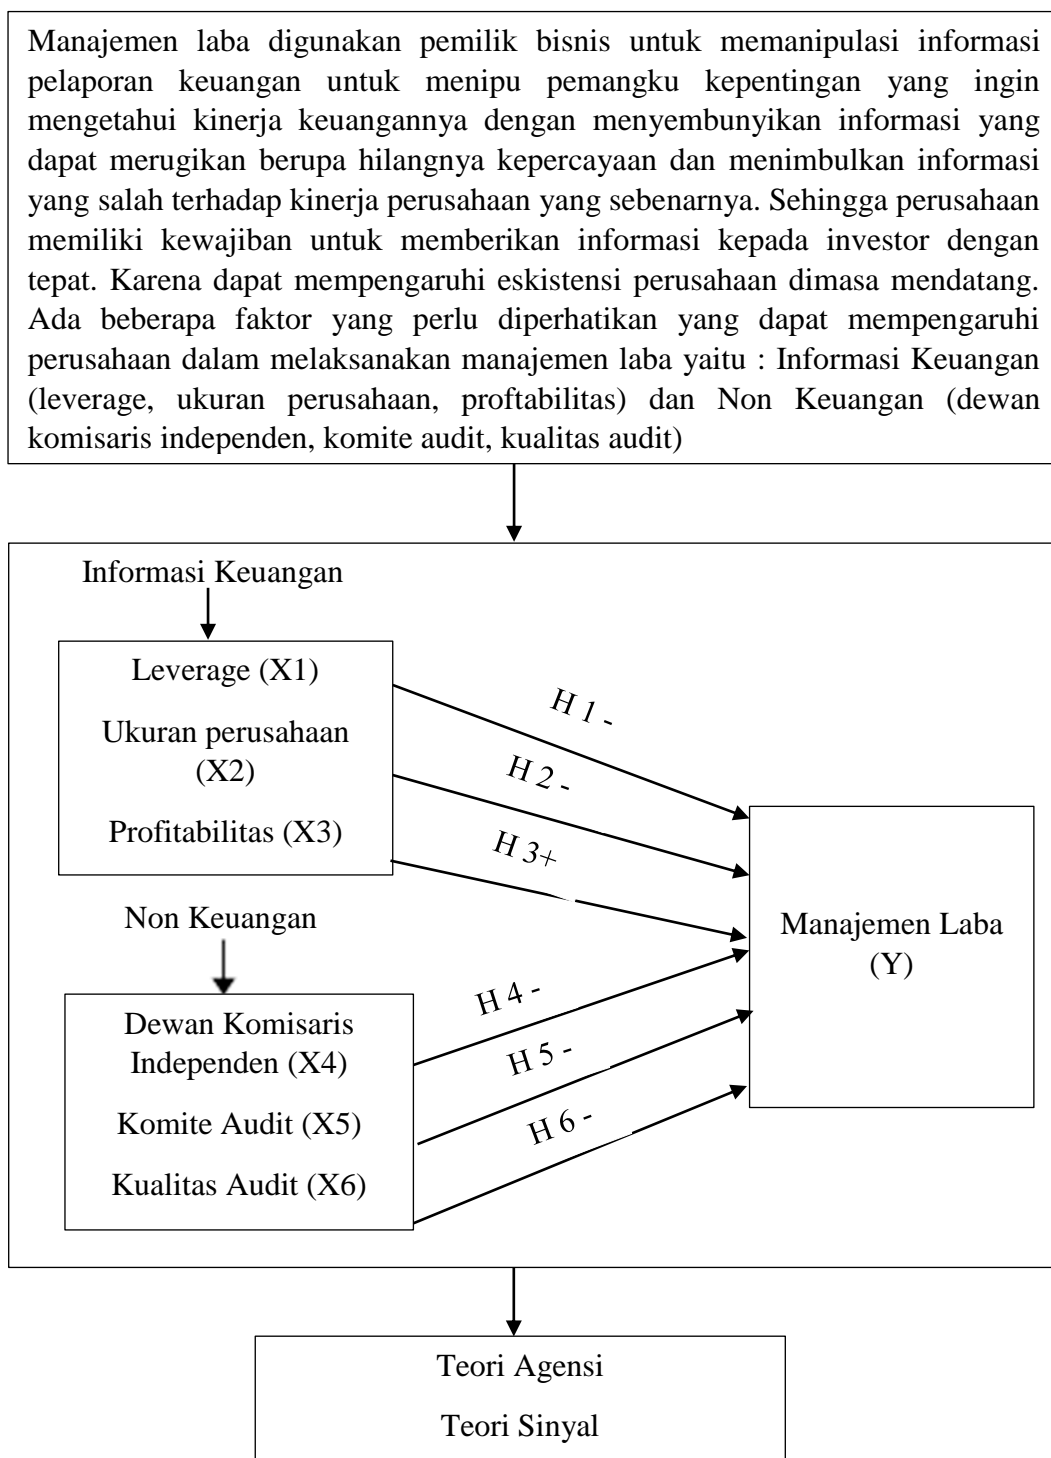 Manajemen laba digunakan pemilik bisnis untuk memanipulasi informasi
pelaporan keuangan untuk menipu pemangku kepentingan yang ingin
mengetahui kinerja keuangannya dengan menyembunyikan informasi yang
dapat merugikan berupa hilangnya kepercayaan dan menimbulkan informasi
yang salah terhadap kinerja perusahaan yang sebenarnya. Sehingga perusahaan
memiliki kewajiban untuk memberikan informasi kepada investor dengan
tepat. Karena dapat mempengaruhi eskistensi perusahaan dimasa mendatang.
Ada beberapa faktor yang perlu diperhatikan yang dapat mempengaruhi
perusahaan dalam melaksanakan manajemen laba yaitu : Informasi Keuangan
(leverage, ukuran perusahaan, proftabilitas) dan Non Keuangan (dewan
komisaris independen, komite audit, kualitas audit)
Informasi Keuangan
Leverage (X1)
Ukuran perusahaan
(X2)
Profitabilitas (X3)
H 1 -
H 2 -
H 3+
Non Keuangan
Dewan Komisaris
Independen (X4)
Komite Audit (X5)
Kualitas Audit (X6)
H 4 -
H 5 -
H 6 -
Manajemen Laba
(Y)
Teori Agensi
Teori Sinyal